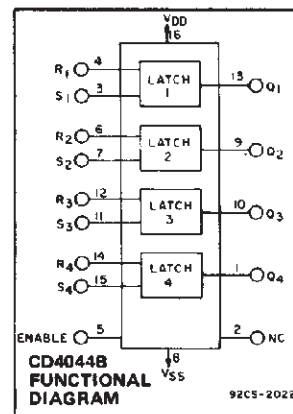 VDD
16
R1 4
S1 3
LATCH 1
13 Q1
R2 6
S2 7
LATCH 2
9 Q2
R3 12
S3 11
LATCH 3
10 Q3
R4 14
S4 15
LATCH 4
1 Q4
ENABLE 5
2 NC
8
VSS
CD4044B
FUNCTIONAL
DIAGRAM